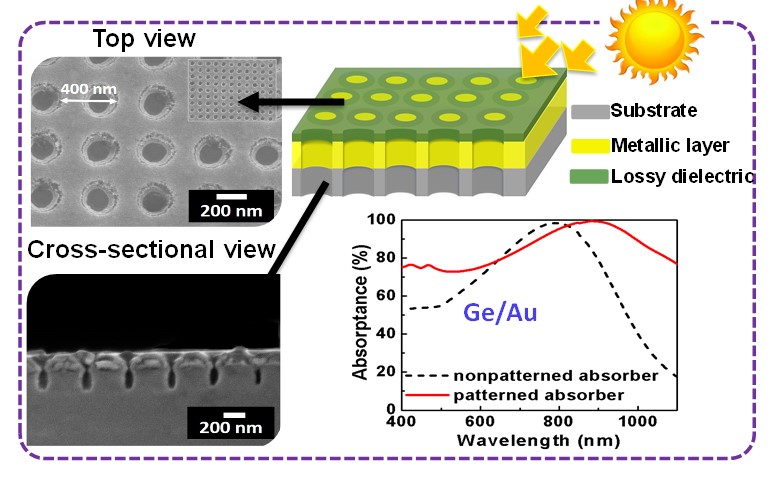 Top view
400 nm
200 nm
Substrate
Metallic layer
Lossy dielectric
Cross-sectional view
200 nm
Absorptance (%)
100
80
60
40
20
0
Ge/Au
nonpatterned absorber
patterned absorber
400 600 800 1000
Wavelength (nm)